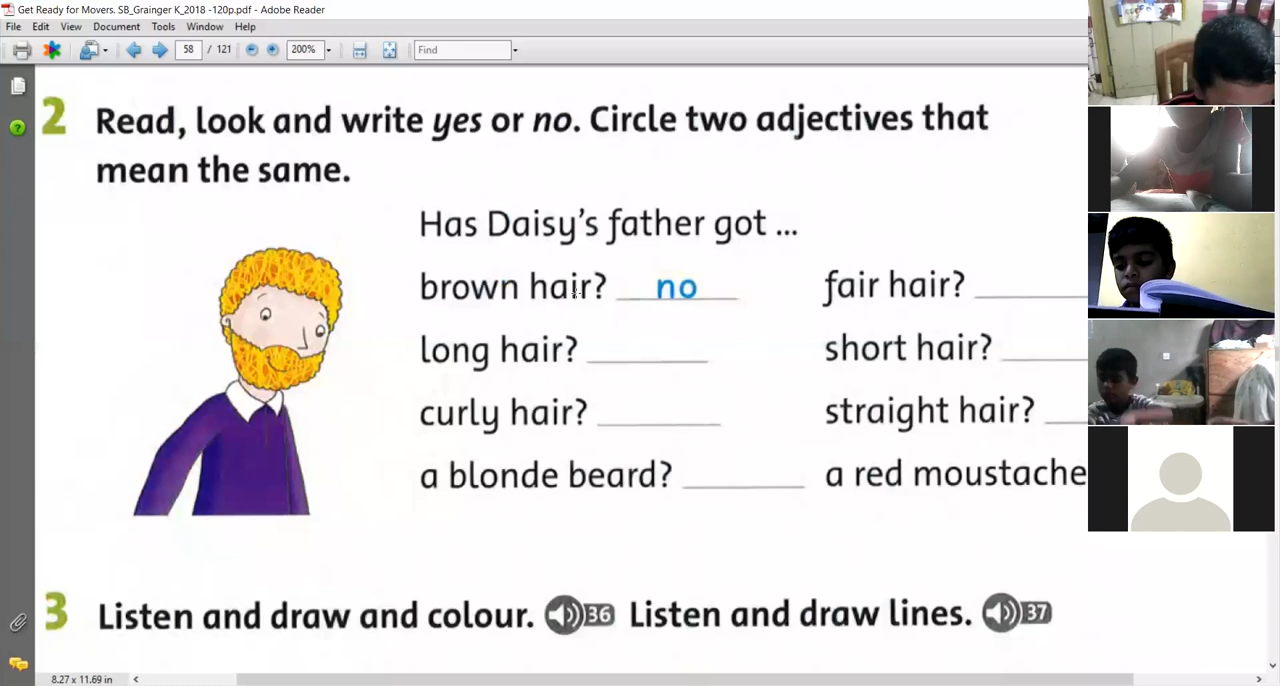 Get Ready for Movers. SB_Grainger K_2018 -120p.pdf - Adobe Reader
File Edit View Document Tools Window Help
58 / 121 200% Find
2 Read, look and write yes or no. Circle two adjectives that
mean the same.
Has Daisy's father got ...
brown hair? no fair hair?
long hair? short hair?
curly hair? straight hair?
a blonde beard? a red moustache
3 Listen and draw and colour. 36 Listen and draw lines. 37
8.27 x 11.69 in